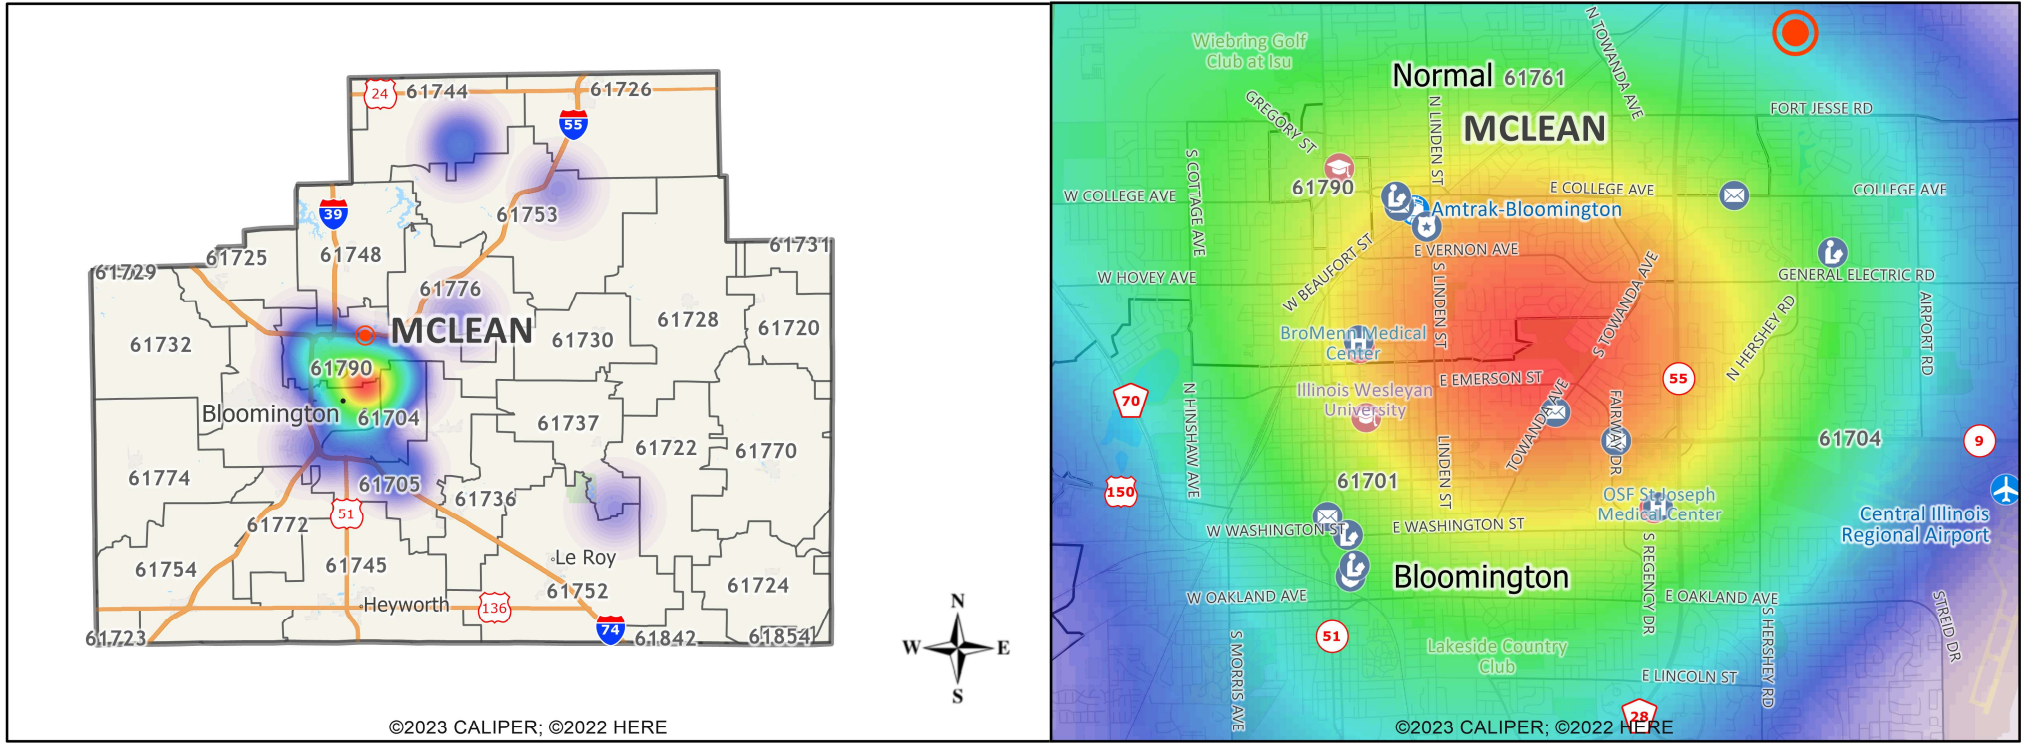 24
61744
61726
55
39
61753
61725
61748
61731
61729
61776
MCLEAN
61728
61720
61732
61730
61790
Bloomington
61704
61737
61722
61770
61774
61705
61736
51
61772
Le Roy
61754
61745
61752
61724
Heyworth
136
61723
74
61842
61854
N
W
E
S
©2023 CALIPER; ©2022 HERE
Wiebring Golf
Club at Isu
Normal 61761
N TOWANDA AVE
GREGORY ST
N LINDEN ST
MCLEAN
FORT JESSE RD
S COTTAGE AVE
61790
W COLLEGE AVE
E COLLEGE AVE
COLLEGE AVE
Amtrak-Bloomington
E VERNON AVE
W HOVEY AVE
W BEAUFORT ST
S LINDEN ST
S TOWANDA AVE
GENERAL ELECTRIC RD
N HERSHEY RD
AIRPORT RD
BroMenn Medical
Center
H
E EMERSON ST
55
Illinois Wesleyan
University
70
N HINSHAW AVE
TOWANDA AVE
FAIRWAY DR
61704
9
LINDEN ST
61701
150
OSF St Joseph
Medical Center
H
Central Illinois
Regional Airport
W WASHINGTON ST
E WASHINGTON ST
S REGENCY DR
Bloomington
W OAKLAND AVE
E OAKLAND AVE
STREID DR
51
S MORRIS AVE
Lakeside Country
Club
S HERSHEY RD
E LINCOLN ST
28
©2023 CALIPER; ©2022 HERE